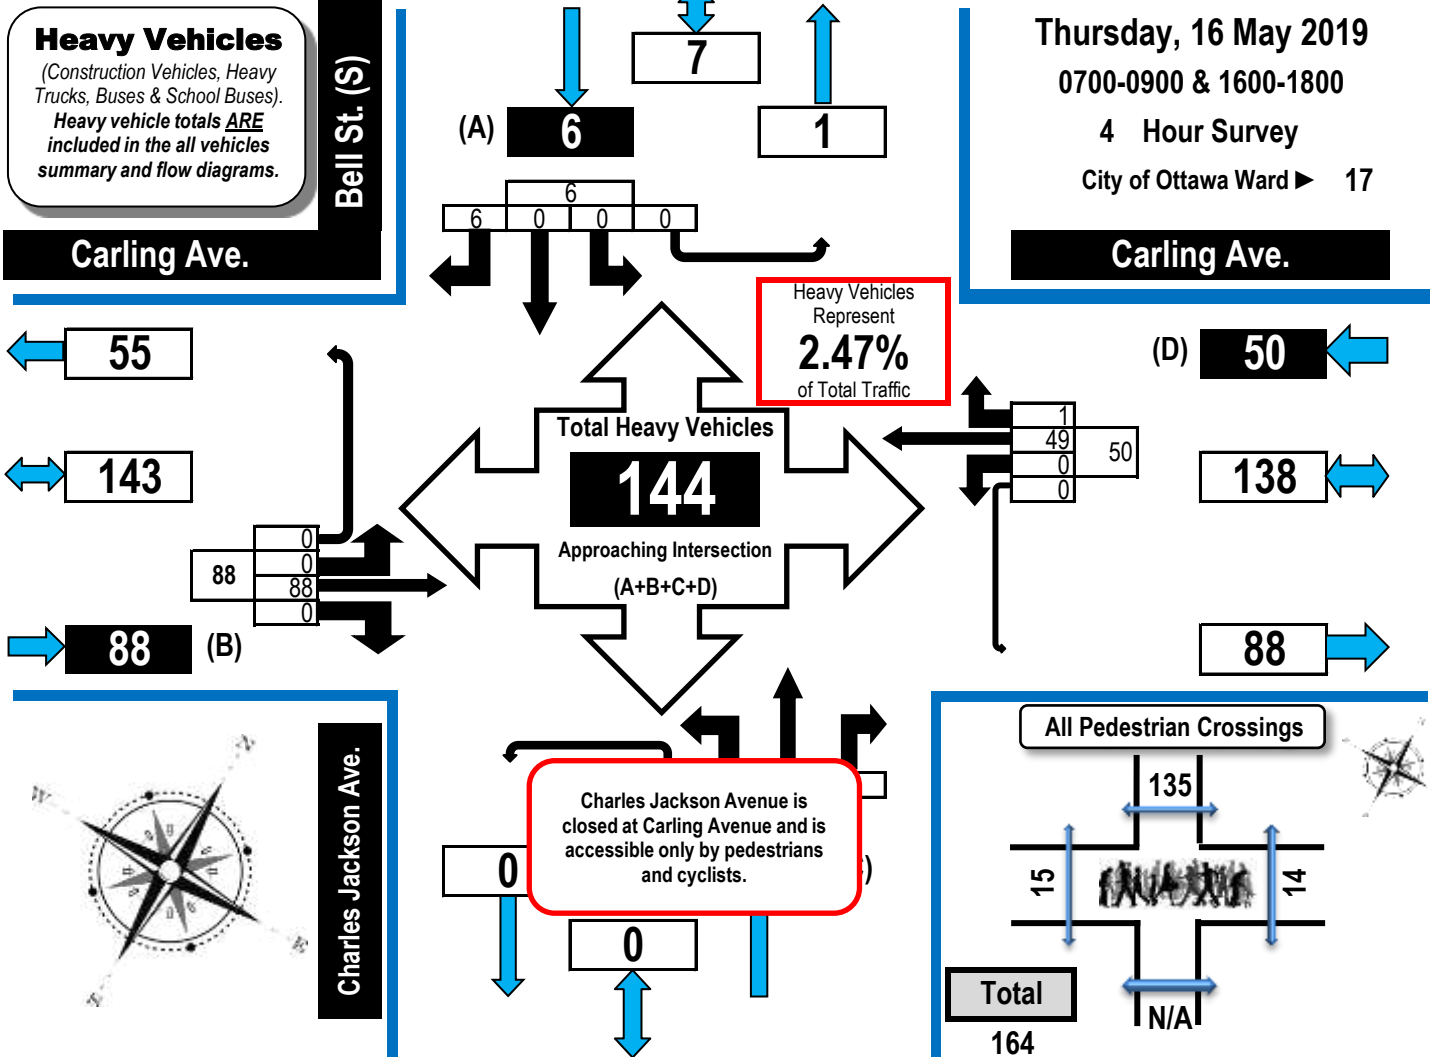 Heavy Vehicles
(Construction Vehicles, Heavy
Trucks, Buses & School Buses).
Heavy vehicle totals ARE
included in the all vehicles
summary and flow diagrams.
Bell St. (S)
Carling Ave.
7
(A)
6
1
6
6
0
0
0
Thursday, 16 May 2019
0700-0900 & 1600-1800
4 Hour Survey
City of Ottawa Ward ► 17
Carling Ave.
Heavy Vehicles
Represent
2.47%
of Total Traffic
55
143
0
0
88
88
0
88
(B)
Total Heavy Vehicles
144
Approaching Intersection
(A+B+C+D)
(D)
50
1
49
50
0
0
138
88
Charles Jackson Ave.
W
N
E
Charles Jackson Avenue is
closed at Carling Avenue and is
accessible only by pedestrians
and cyclists.
0
)
0
All Pedestrian Crossings
135
15
14
N/A
Total
164